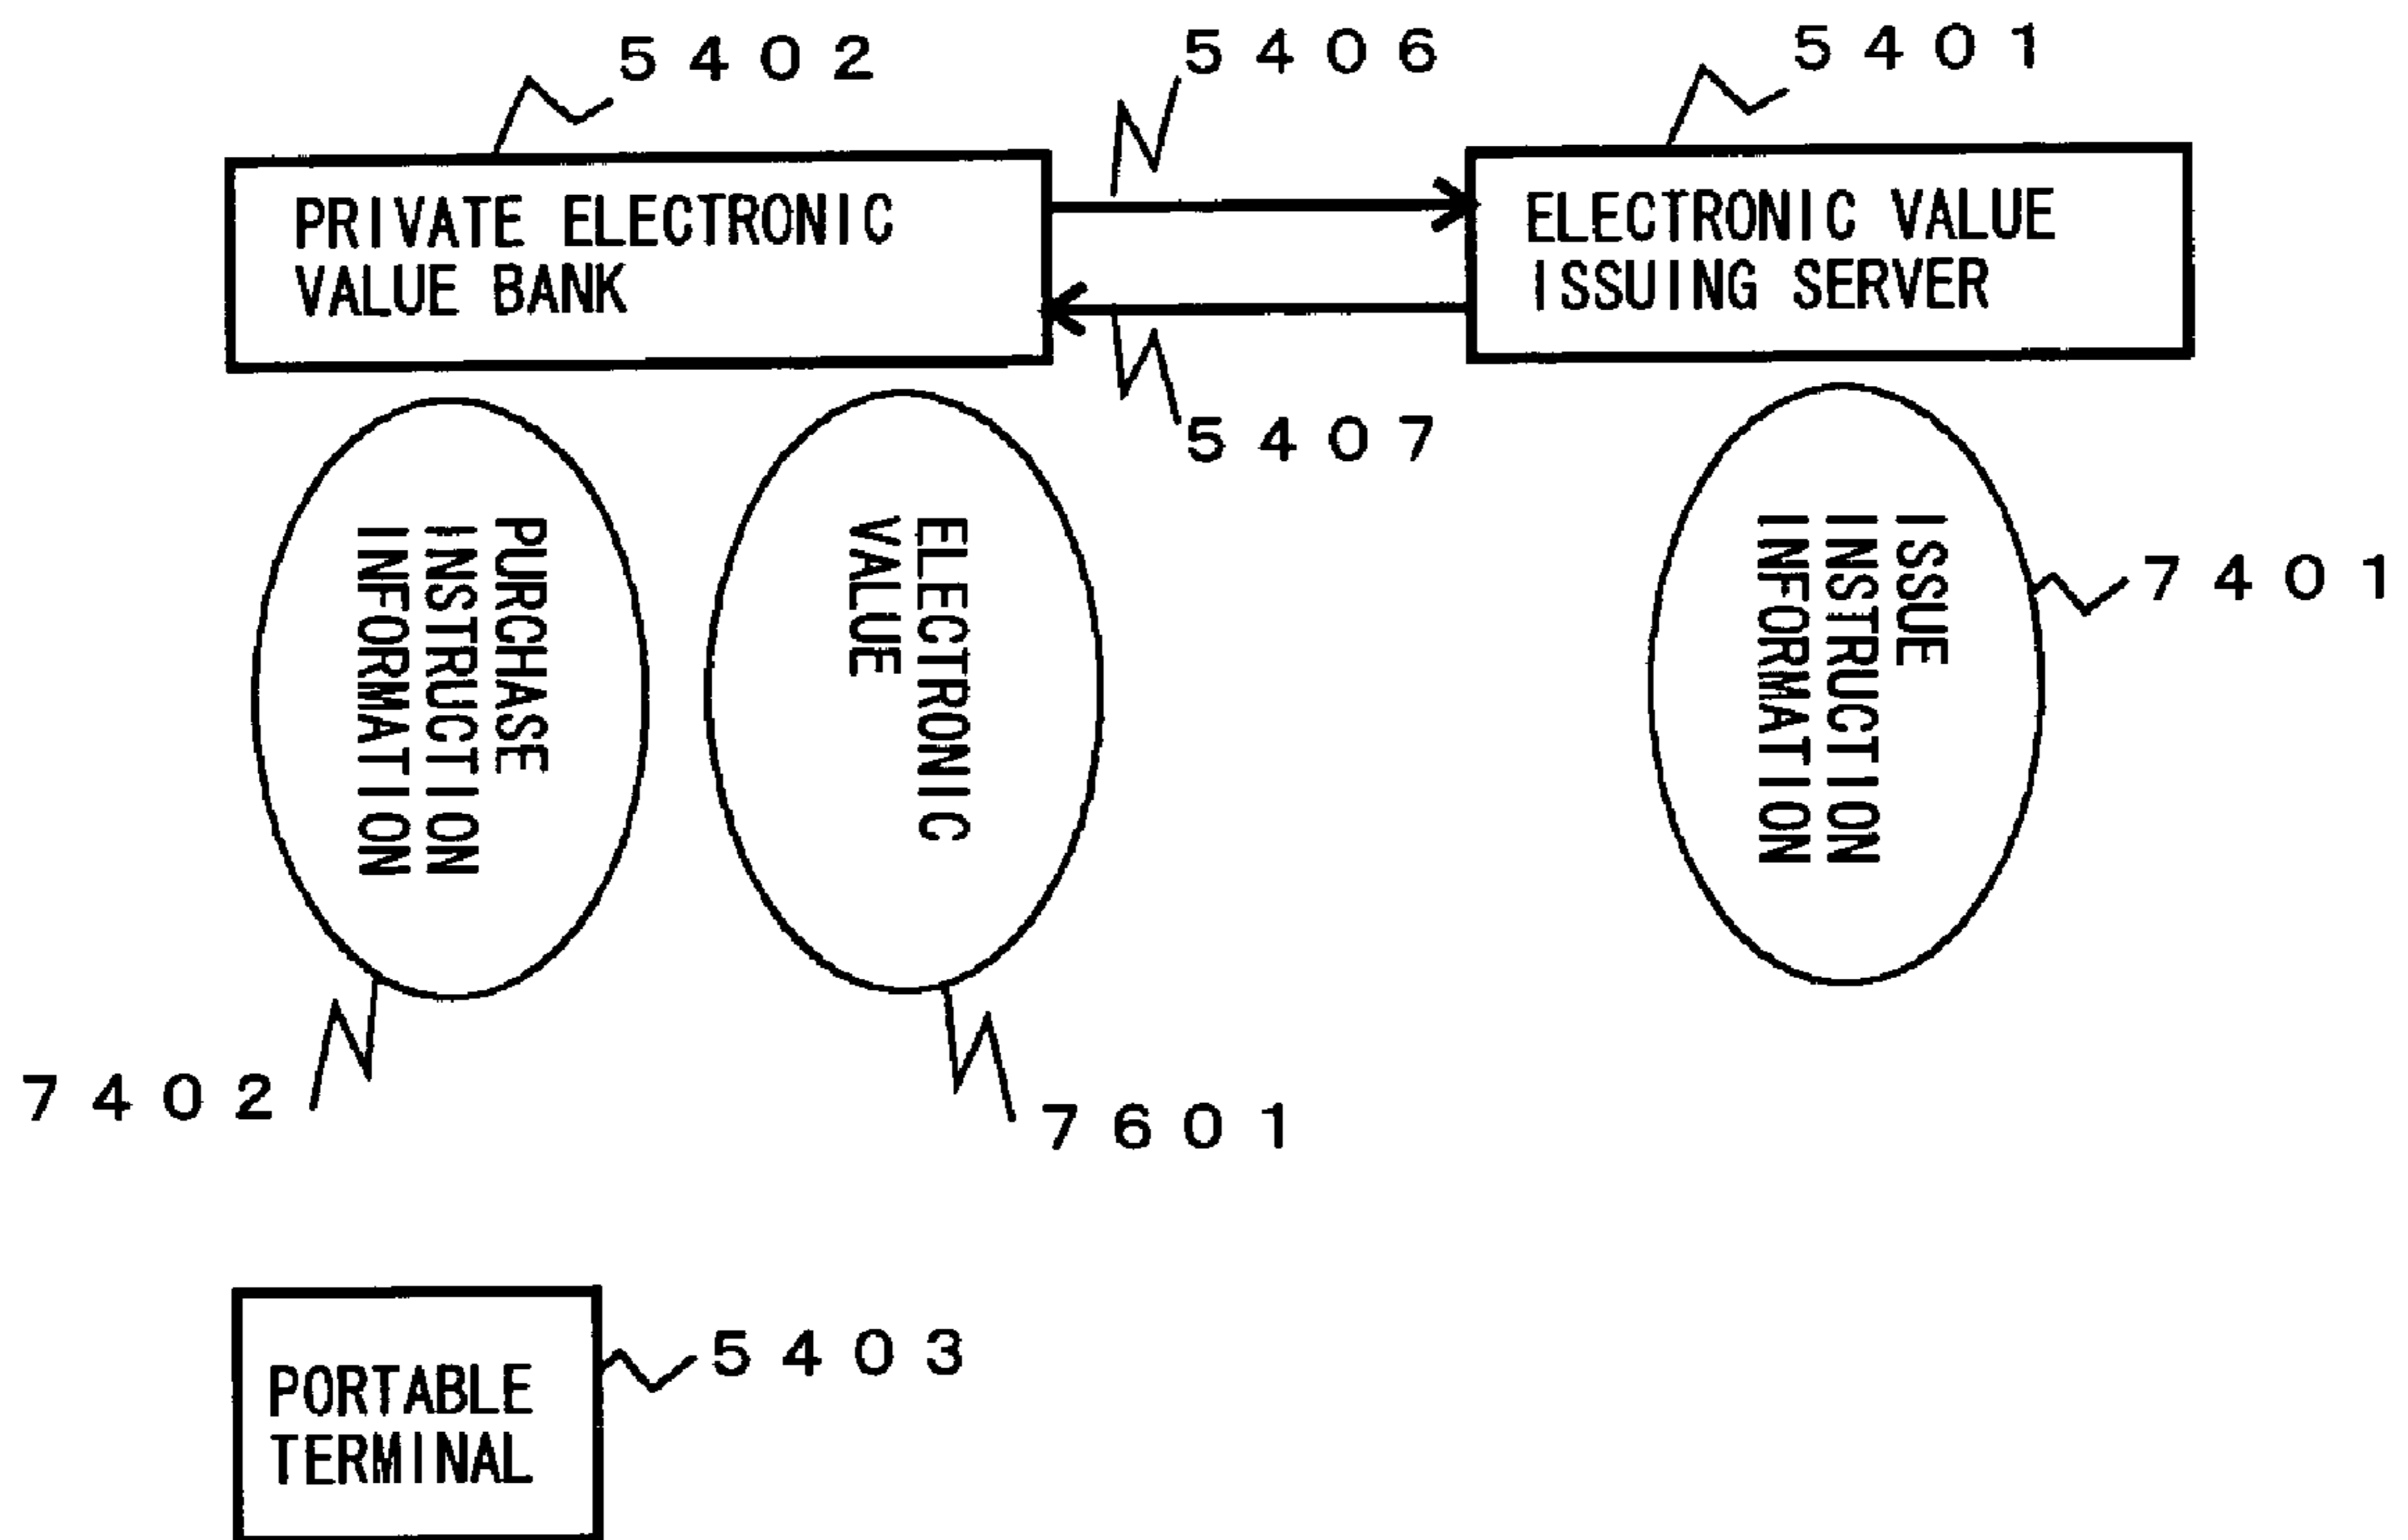 5402
5406
5401
PRIVATE ELECTRONIC
VALUE BANK
ELECTRONIC VALUE
ISSUING SERVER
5407
PURCHASE
INSTRUCTION
INFORMATION
ELECTRONIC
VALUE
ISSUE
INSTRUCTION
INFORMATION
7401
7402
7601
5403
PORTABLE
TERMINAL